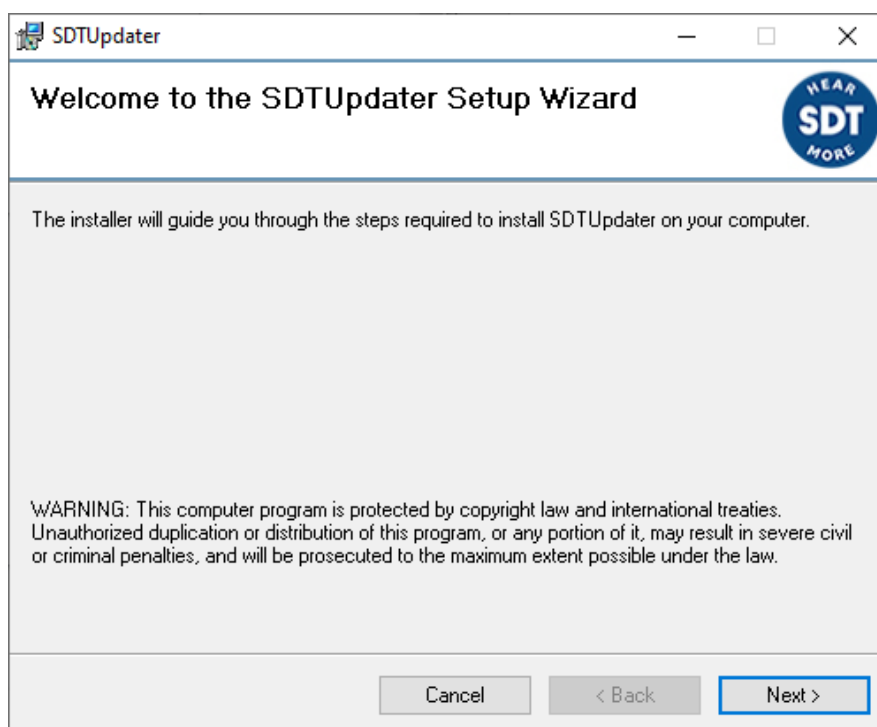 SDTUpdater
Welcome to the SDTUpdater Setup Wizard
HEAR
SDT
MORE
The installer will guide you through the steps required to install SDTUpdater on your computer.
WARNING: This computer program is protected by copyright law and international treaties.
Unauthorized duplication or distribution of this program, or any portion of it, may result in severe civil
or criminal penalties, and will be prosecuted to the maximum extent possible under the law.
Cancel
< Back
Next >